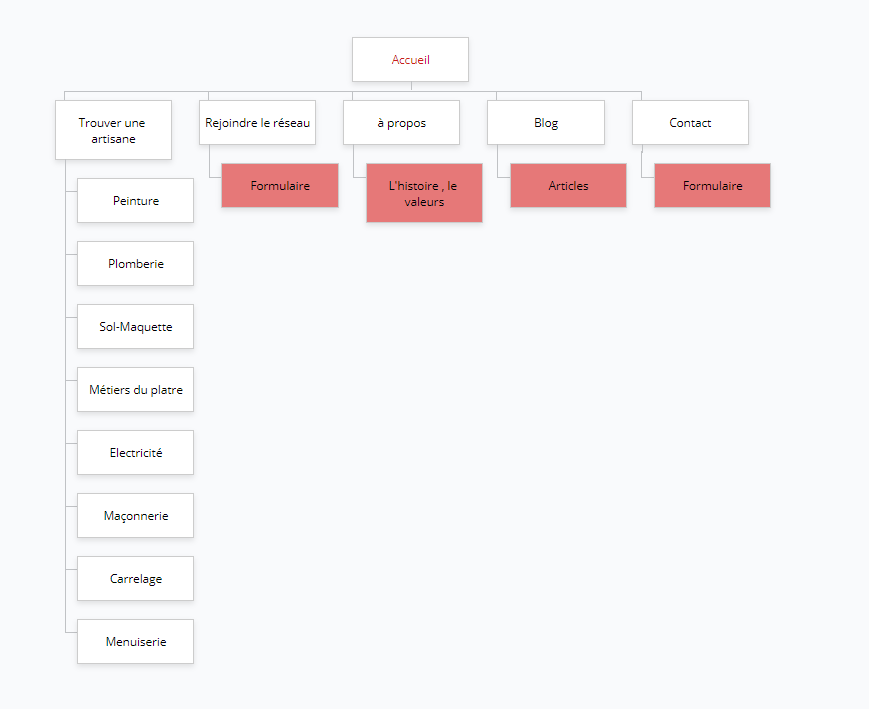 Accueil
Trouver une
artisane
Rejoindre le réseau
à propos
Blog
Contact
Formulaire
L'histoire , le
valeurs
Articles
Formulaire
Peinture
Plomberie
Sol-Maquette
Métiers du platre
Electricité
Maçonnerie
Carrelage
Menuiserie